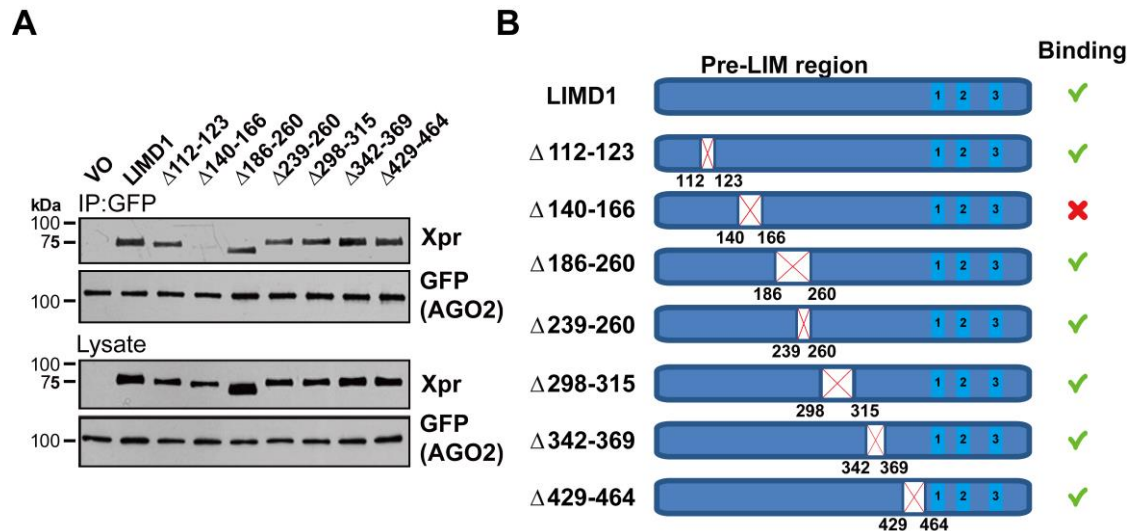 A
VO LIMD1 Δ112-123 Δ140-166 Δ186-260 Δ239-260 Δ298-315 Δ342-369 Δ429-464
kDa IP:GFP
100
75 Xpr
GFP
100 (AGO2)
Lysate
100
75 Xpr
GFP
100 (AGO2)
B
Binding
Pre-LIM region
LIMD1 1 2 3
Δ112-123 1 2 3
112 123
Δ140-166 1 2 3
140 166
Δ186-260 1 2 3
186 260
Δ239-260 1 2 3
239 260
Δ298-315 1 2 3
298 315
Δ342-369 1 2 3
342 369
Δ429-464 1 2 3
429 464